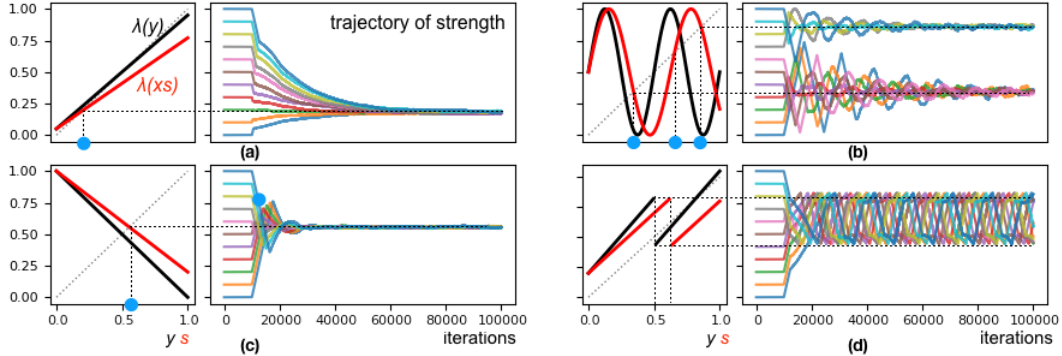 1.00
0.75
0.50
0.25
0.00
λ(y)
λ(xs)
trajectory of strength
(a)
(b)
1.00
0.75
0.50
0.25
0.00
0.0 0.5 1.0
y s
0 20000 40000 60000 80000 100000
iterations
(c)
0.0 0.5 1.0
y s
0 20000 40000 60000 80000 100000
iterations
(d)